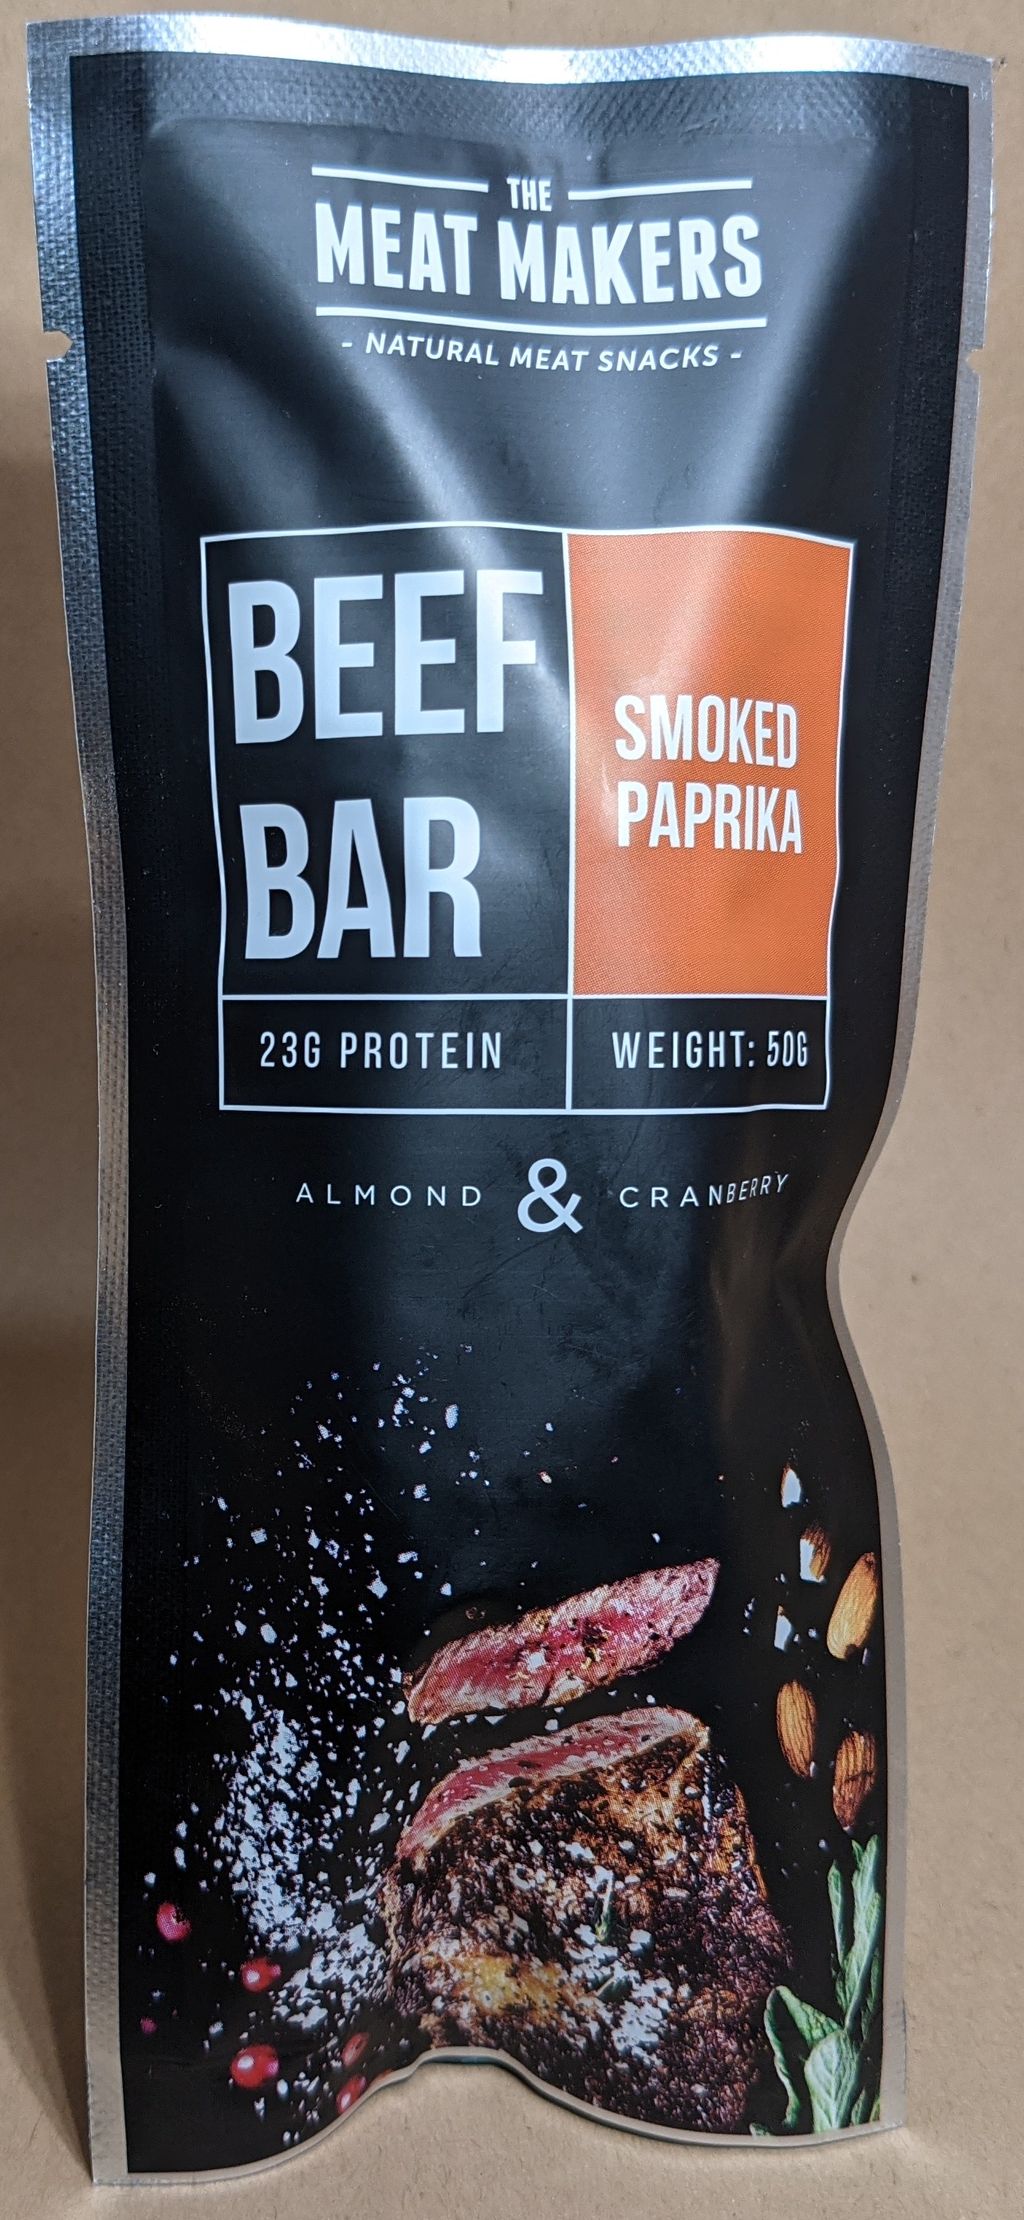 THE
MEAT MAKERS
- NATURAL MEAT SNACKS -
BEEF
BAR
SMOKED
PAPRIKA
23G PROTEIN
WEIGHT: 50G
ALMOND & CRANBERRY